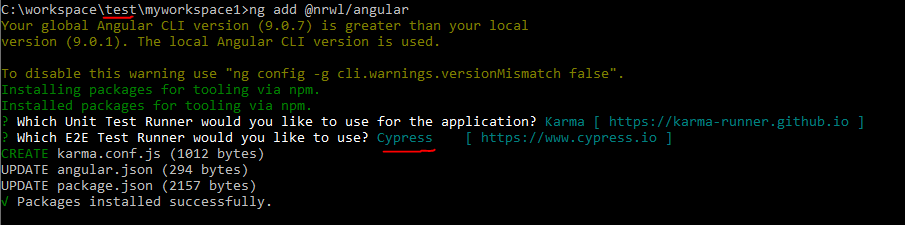 C:\workspace\test\myworkspace1>ng add @nrwl/angular
Your global Angular CLI version (9.0.7) is greater than your local
version (9.0.1). The local Angular CLI version is used.
To disable this warning use "ng config -g cli.warnings.versionMismatch false".
Installing packages for tooling via npm.
Installed packages for tooling via npm.
? Which Unit Test Runner would you like to use for the application? Karma [ https://karma-runner.github.io ]
? Which E2E Test Runner would you like to use? Cypress [ https://www.cypress.io ]
CREATE karma.conf.js (1012 bytes)
UPDATE angular.json (294 bytes)
UPDATE package.json (2157 bytes)
√ Packages installed successfully.